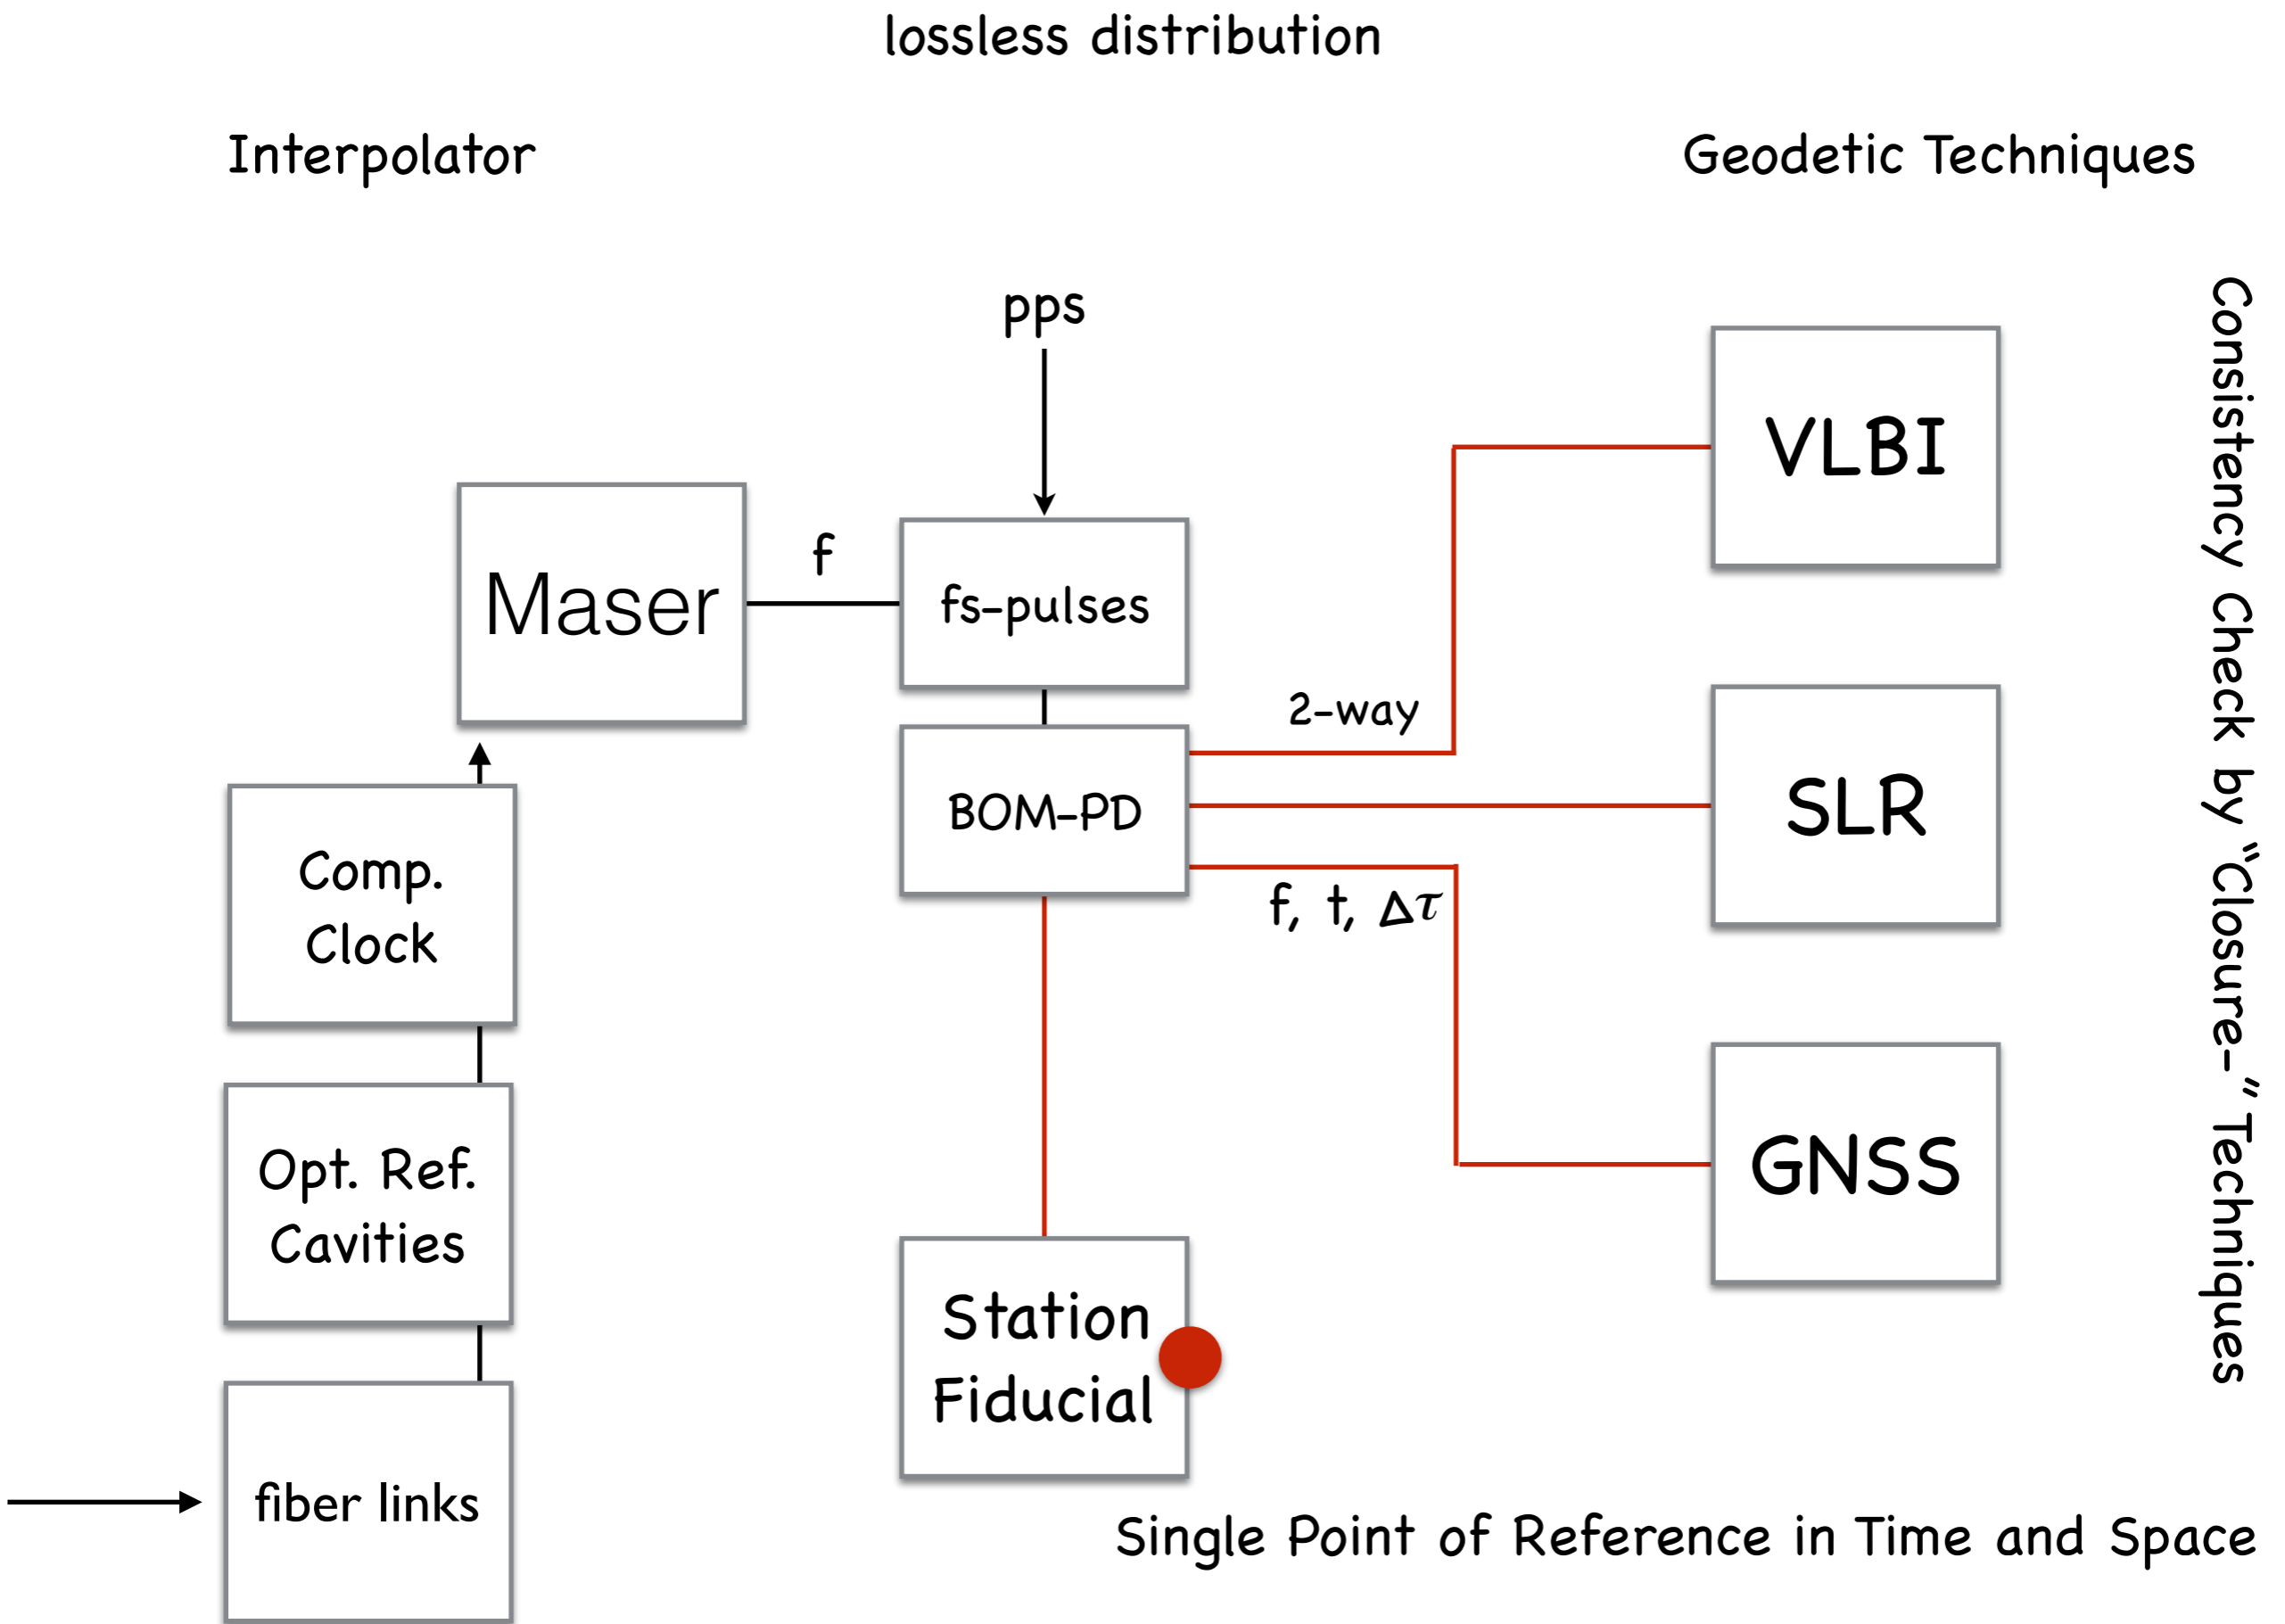 lossless distribution
Interpolator
Geodetic Techniques
pps
VLBI
Maser
f
fs-pulses
2-way
BOM-PD
SLR
Comp.
Clock
f, t, Δτ
Opt. Ref.
Cavities
GNSS
Station
Fiducial
fiber links
Single Point of Reference in Time and Space
Consistency Check by “Closure-” Techniques